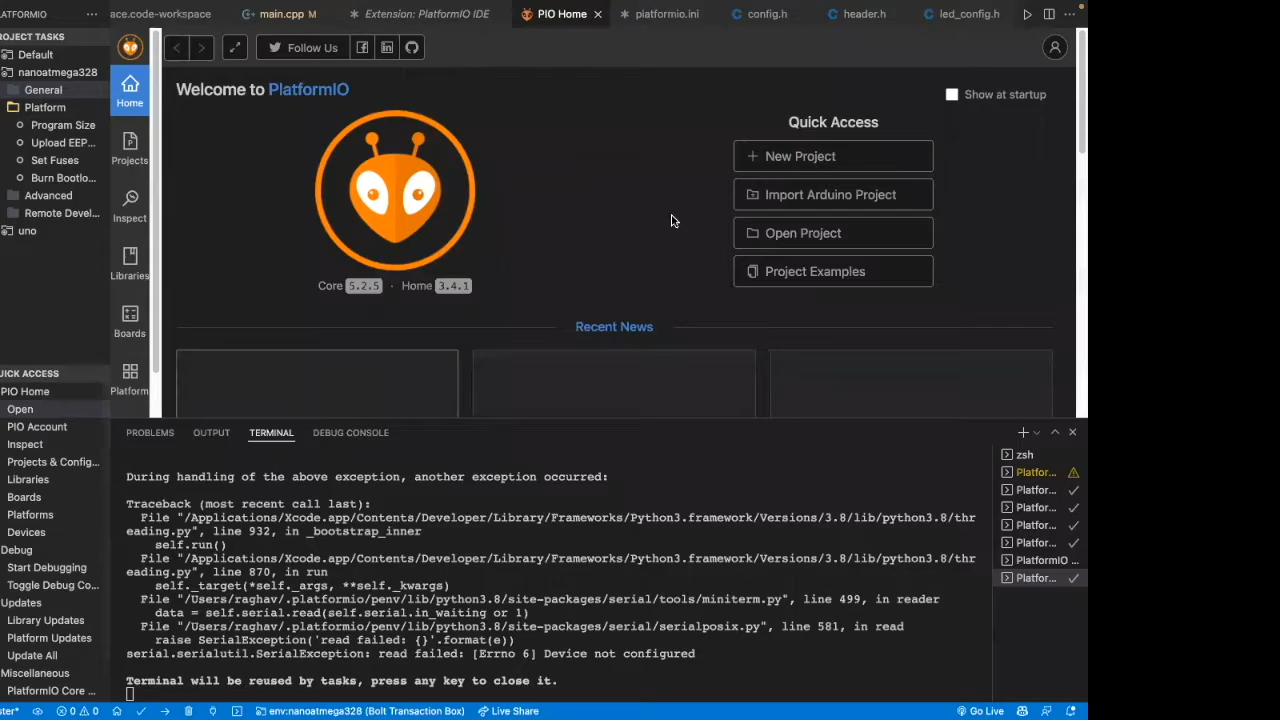 ace.code-workspace
main.cpp M
Extension: PlatformIO IDE
PIO Home
platformio.ini
config.h
header.h
led_config.h
LATFORMIO
PROJECT TASKS
Default
nanoatmega328
General
Platform
Program Size
Upload EEP...
Set Fuses
Burn Bootlo...
Advanced
Remote Devel...
uno
UICK ACCESS
PIO Home
Open
PIO Account
Inspect
Projects & Config...
Libraries
Boards
Platforms
Devices
Debug
Start Debugging
Toggle Debug Co...
Updates
Library Updates
Platform Updates
Update All
Miscellaneous
PlatformIO Core ...
Home
Projects
Inspect
Libraries
Boards
Platform
Follow Us
Welcome to PlatformIO
Show at startup
Core 5.2.5 · Home 3.4.1
Quick Access
New Project
Import Arduino Project
Open Project
Project Examples
Recent News
PROBLEMS
OUTPUT
TERMINAL
DEBUG CONSOLE
During handling of the above exception, another exception occurred:
Traceback (most recent call last):
File "/Applications/Xcode.app/Contents/Developer/Library/Frameworks/Python3.framework/Versions/3.8/lib/python3.8/thr
eading.py", line 932, in _bootstrap_inner
self.run()
File "/Applications/Xcode.app/Contents/Developer/Library/Frameworks/Python3.framework/Versions/3.8/lib/python3.8/thr
eading.py", line 870, in run
self._target(*self._args, **self._kwargs)
File "/Users/raghav/.platformio/penv/lib/python3.8/site-packages/serial/tools/miniterm.py", line 499, in reader
data = self.serial.read(self.serial.in_waiting or 1)
File "/Users/raghav/.platformio/penv/lib/python3.8/site-packages/serial/serialposix.py", line 581, in read
raise SerialException('read failed: {}'.format(e))
serial.serialutil.SerialException: read failed: [Errno 6] Device not configured
Terminal will be reused by tasks, press any key to close it.
zsh
Platfor...
Platfor...
Platfor...
Platfor...
Platfor...
PlatformIO ...
Platfor...
ster*
0
0
env:nanoatmega328 (Bolt Transaction Box)
Live Share
Go Live